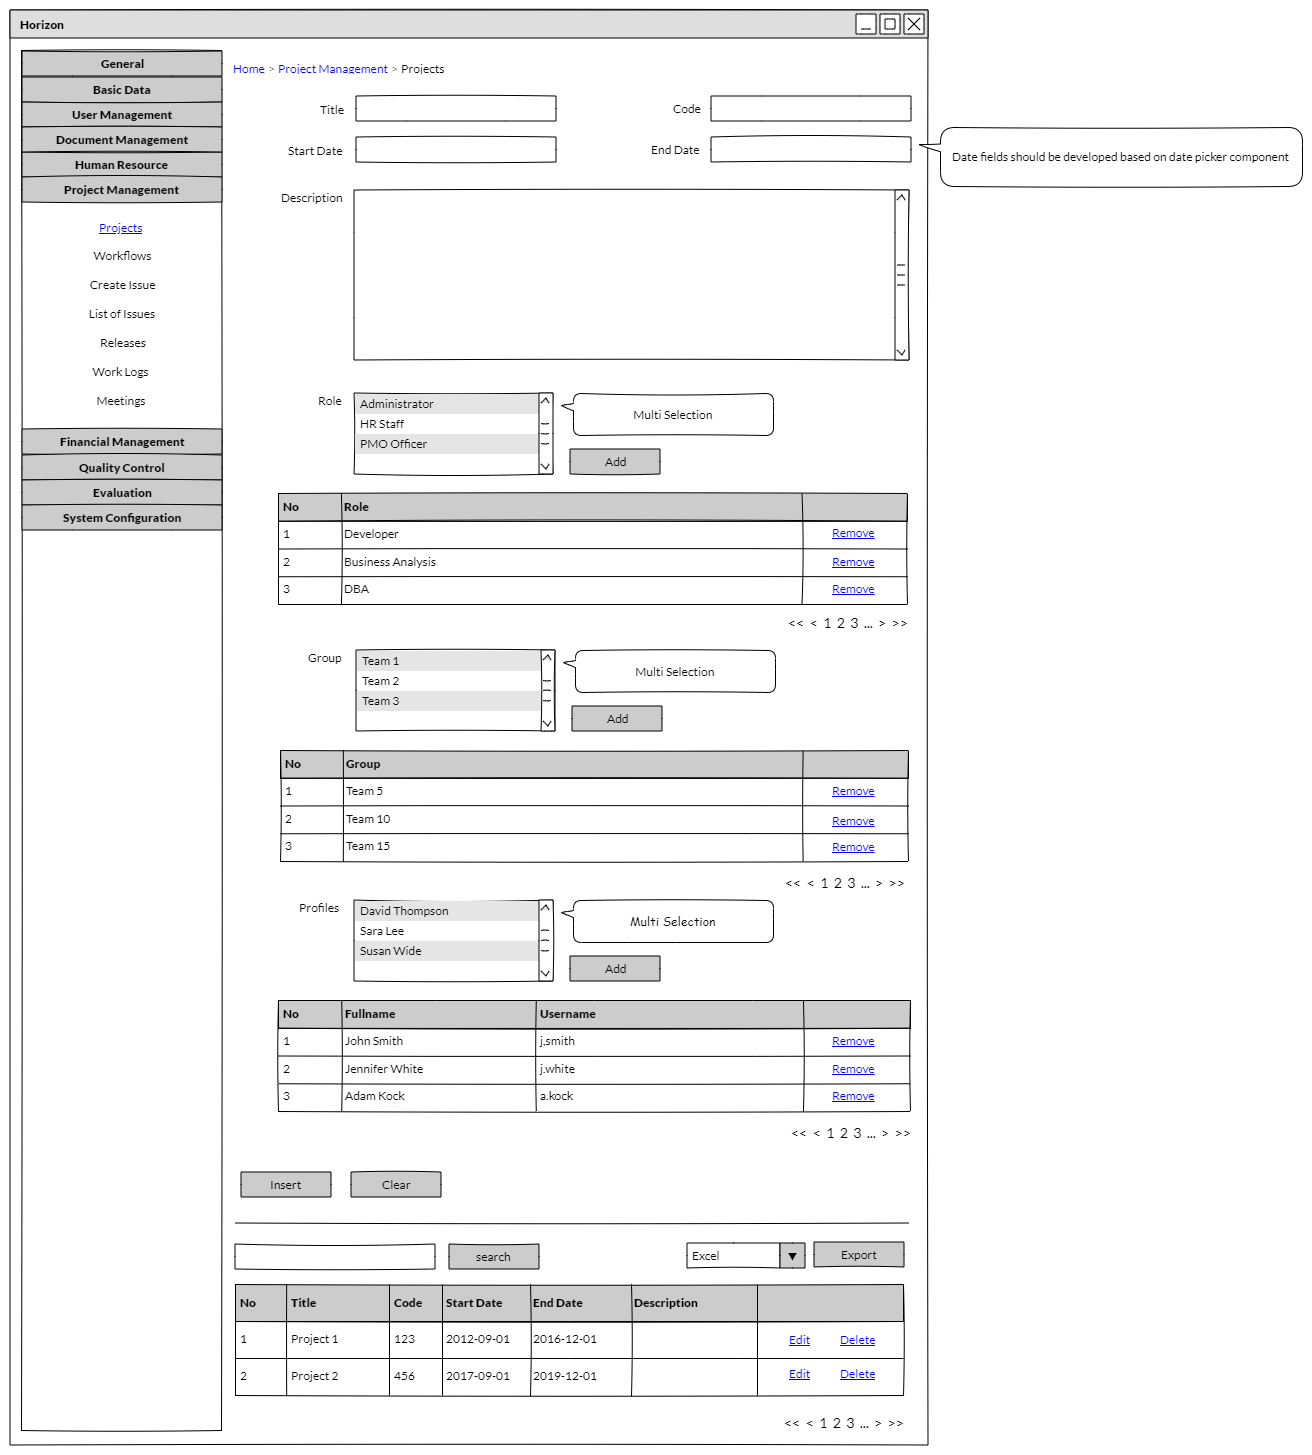 Horizon
General
Basic Data
User Management
Document Management
Human Resource
Project Management
Projects
Workflows
Create Issue
List of Issues
Releases
Work Logs
Meetings
Financial Management
Quality Control
Evaluation
System Configuration
Home > Project Management > Projects
Title
Code
Start Date
End Date
Date fields should be developed based on date picker component
Description
Role
Administrator
HR Staff
PMO Officer
Multi Selection
Add
No Role
1 Developer Remove
2 Business Analysis Remove
3 DBA Remove
<< < 1 2 3 ... > >>
Group
Team 1
Team 2
Team 3
Multi Selection
Add
No Group
1 Team 5 Remove
2 Team 10 Remove
3 Team 15 Remove
<< < 1 2 3 ... > >>
Profiles
David Thompson
Sara Lee
Susan Wide
Multi Selection
Add
No Fullname Username
1 John Smith j,smith Remove
2 Jennifer White j.white Remove
3 Adam Kock a.kock Remove
<< < 1 2 3 ... > >>
Insert Clear
search Excel Export
No Title Code Start Date End Date Description
1 Project 1 123 2012-09-01 2016-12-01 Edit Delete
2 Project 2 456 2017-09-01 2019-12-01 Edit Delete
<< < 1 2 3 ... > >>